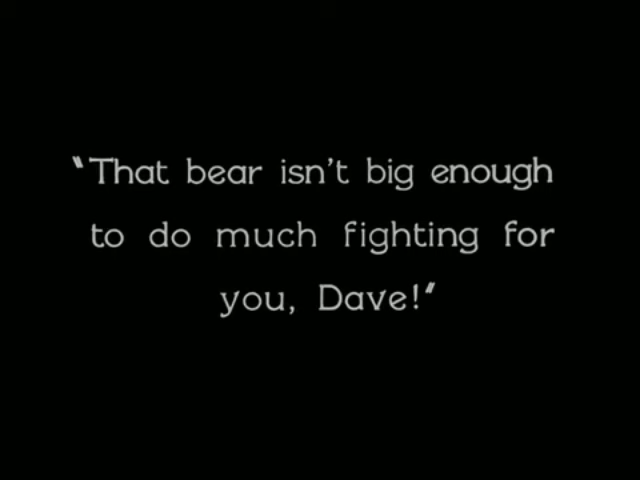 "That bear isn't big enough
to do much fighting for
you, Dave!"